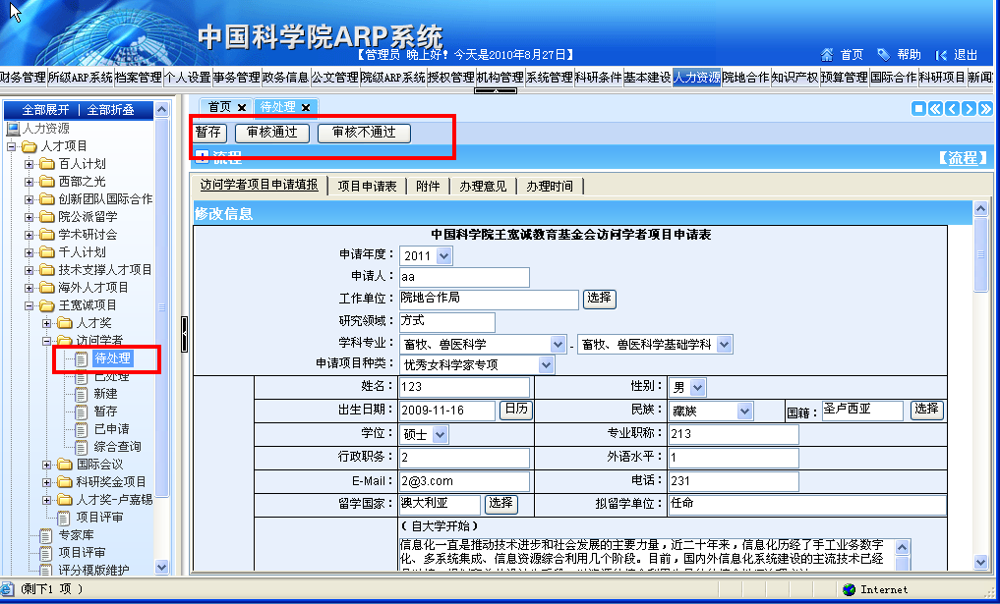 中国科学院ARP系统
【管理员 晚上好! 今天是2010年8月27日】
首页 帮助 退出
财务管理 所级ARP系统 档案管理 个人设置 事务管理 政务信息 公文管理 院级ARP系统 授权管理 机构管理 系统管理 科研条件 基本建设 人力资源 院地合作 知识产权 预算管理 国际合作 科研项目 新闻
全部展开 | 全部折叠
人力资源
人才项目
百人计划
西部之光
创新团队国际合作
院公派留学
学术研讨会
千人计划
技术支撑人才项目
海外人才项目
王宽诚项目
人才奖
访问学者
待处理
已处理
新建
暂存
已申请
综合查询
国际会议
科研奖金项目
人才奖-卢嘉锡
项目评审
专家库
项目评审
评分模版维护
首页 待处理
暂存 审核通过 审核不通过
流程 【流程】
访问学者项目申请填报 项目申请表 附件 办理意见 办理时间
修改信息
中国科学院王宽诚教育基金会访问学者项目申请表
申请年度： 2011
申请人： aa
工作单位： 院地合作局 选择
研究领域： 方式
学科专业： 畜牧、兽医科学 - 畜牧、兽医科学基础学科
申请项目种类： 优秀女科学家专项
姓名： 123 性别： 男
出生日期： 2009-11-16 日历 民族： 藏族 国籍： 圣卢西亚 选择
学位： 硕士 专业职称： 213
行政职务： 2 外语水平： 1
E-Mail： 2@3.com 电话： 231
留学国家： 澳大利亚 选择 拟留学单位： 任命
(自大学开始)
信息化一直是推动技术进步和社会发展的主要力量，近二十年来，信息化历经了手工业务数字
化、多系统集成、信息资源综合利用几个阶段。目前，国内外信息化系统建设的主流技术已经
(剩下1 项 ) Internet